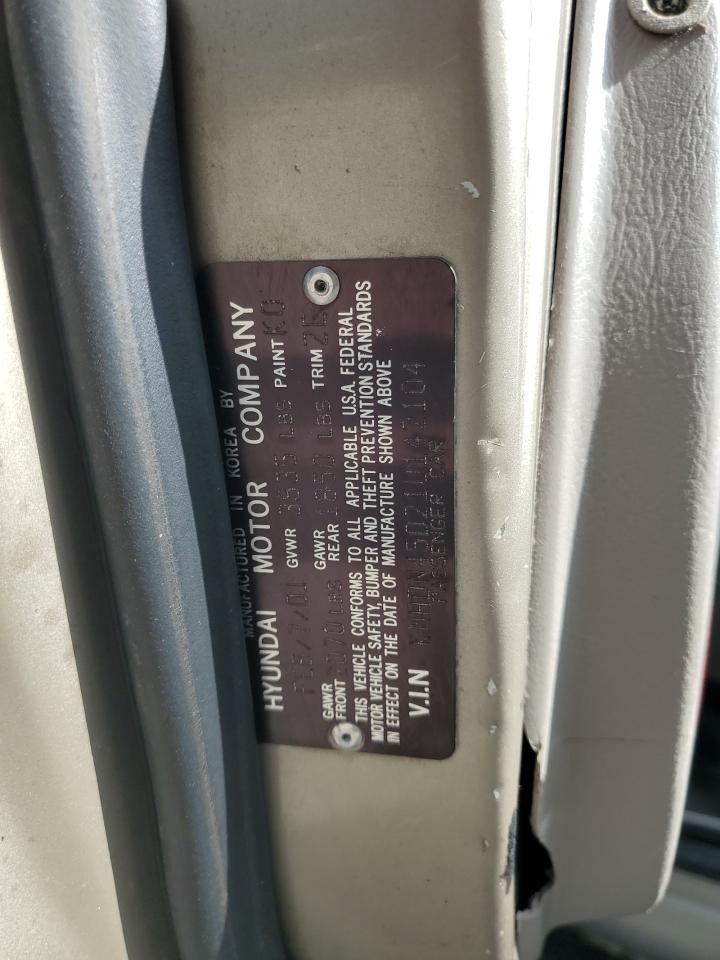 MANUFACTURED IN KOREA BY
HYUNDAI MOTOR COMPANY
GVWR 3635 LBS PAINT
GAWR FRONT LBS GAWR REAR LBS TRIM
THIS VEHICLE CONFORMS TO ALL APPLICABLE U.S.A. FEDERAL
MOTOR VEHICLE SAFETY, BUMPER AND THEFT PREVENTION STANDARDS
IN EFFECT ON THE DATE OF MANUFACTURE SHOWN ABOVE
V.I.N
PASSENGER CAR